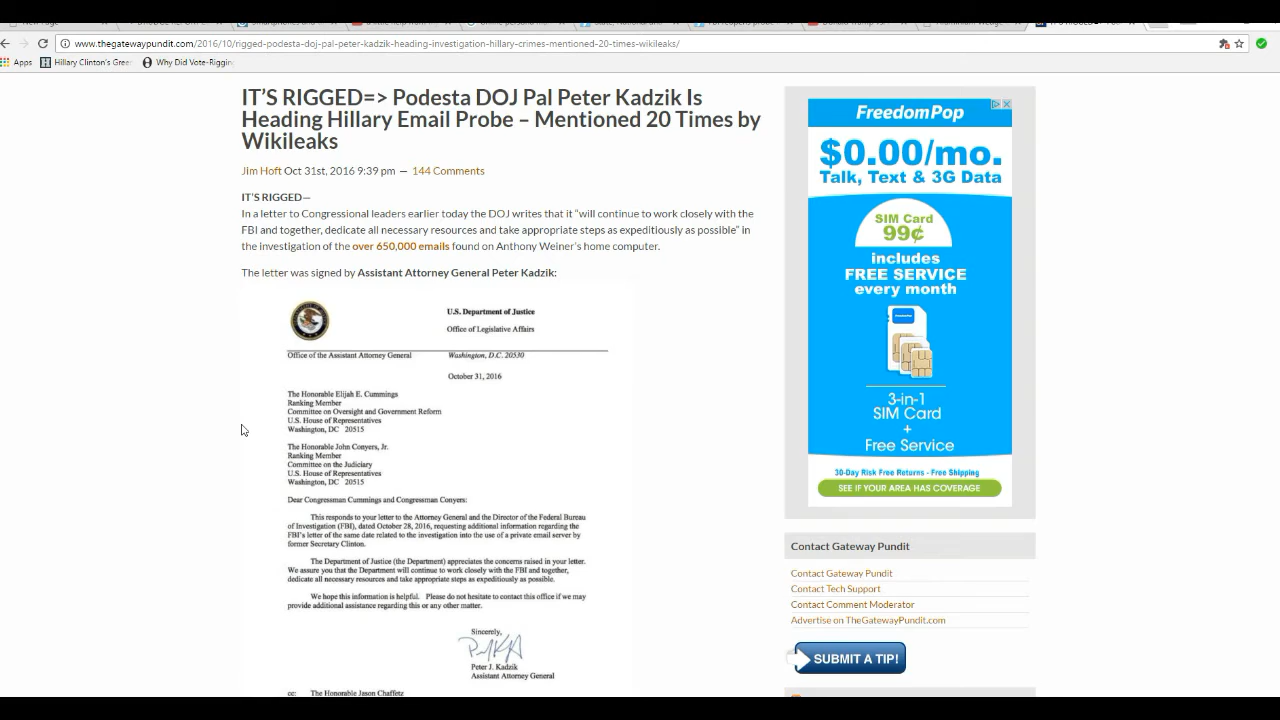 www.thegatewaypundit.com/2016/10/rigged-podesta-doj-pal-peter-kadzik-heading-investigation-hillary-crimes-mentioned-20-times-wikileaks/
Apps
Hillary Clinton's Gree
Why Did Vote-Rigging
IT'S RIGGED=> Podesta DOJ Pal Peter Kadzik Is
Heading Hillary Email Probe – Mentioned 20 Times by
Wikileaks
Jim Hoft Oct 31st, 2016 9:39 pm — 144 Comments
IT'S RIGGED—
In a letter to Congressional leaders earlier today the DOJ writes that it “will continue to work closely with the
FBI and together, dedicate all necessary resources and take appropriate steps as expeditiously as possible” in
the investigation of the over 650,000 emails found on Anthony Weiner's home computer.
The letter was signed by Assistant Attorney General Peter Kadzik:
U.S. Department of Justice
Office of Legislative Affairs
Office of the Assistant Attorney General
Washington, D.C. 20530
October 31, 2016
The Honorable Elijah E. Cummings
Ranking Member
Committee on Oversight and Government Reform
U.S. House of Representatives
Washington, DC 20515
The Honorable John Conyers, Jr.
Ranking Member
Committee on the Judiciary
U.S. House of Representatives
Washington, DC 20515
Dear Congressman Cummings and Congressman Conyers:
This responds to your letter to the Attorney General and the Director of the Federal Bureau
of Investigation (FBI), dated October 28, 2016, requesting additional information regarding the
FBI's letter of the same date related to the investigation into the use of a private email server by
former Secretary Clinton.
The Department of Justice (the Department) appreciates the concerns raised in your letter.
We assure you that the Department will continue to work closely with the FBI and together,
dedicate all necessary resources and take appropriate steps as expeditiously as possible.
We hope this information is helpful. Please do not hesitate to contact this office if we may
provide additional assistance regarding this or any other matter.
Sincerely,
Peter J. Kadzik
Assistant Attorney General
cc: The Honorable Jason Chaffetz
FreedomPop
$0.00/mo.
Talk, Text & 3G Data
SIM Card
99¢
includes
FREE SERVICE
every month
3-in-1
SIM Card
+
Free Service
30-Day Risk Free Returns - Free Shipping
SEE IF YOUR AREA HAS COVERAGE
Contact Gateway Pundit
Contact Gateway Pundit
Contact Tech Support
Contact Comment Moderator
Advertise on TheGatewayPundit.com
SUBMIT A TIP!